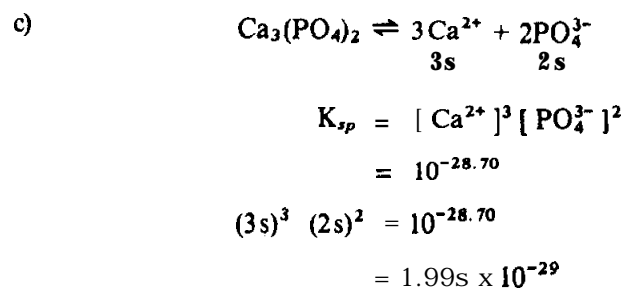 c) Ca₃(PO₄)₂ ⇌ 3Ca²⁺ + 2PO₄³⁻
3s 2s
K_sp = [ Ca²⁺ ]³ [ PO₄³⁻ ]²
= 10⁻²⁸·⁷⁰
(3s)³ (2s)² = 10⁻²⁸·⁷⁰
= 1.99s x 10⁻²⁹